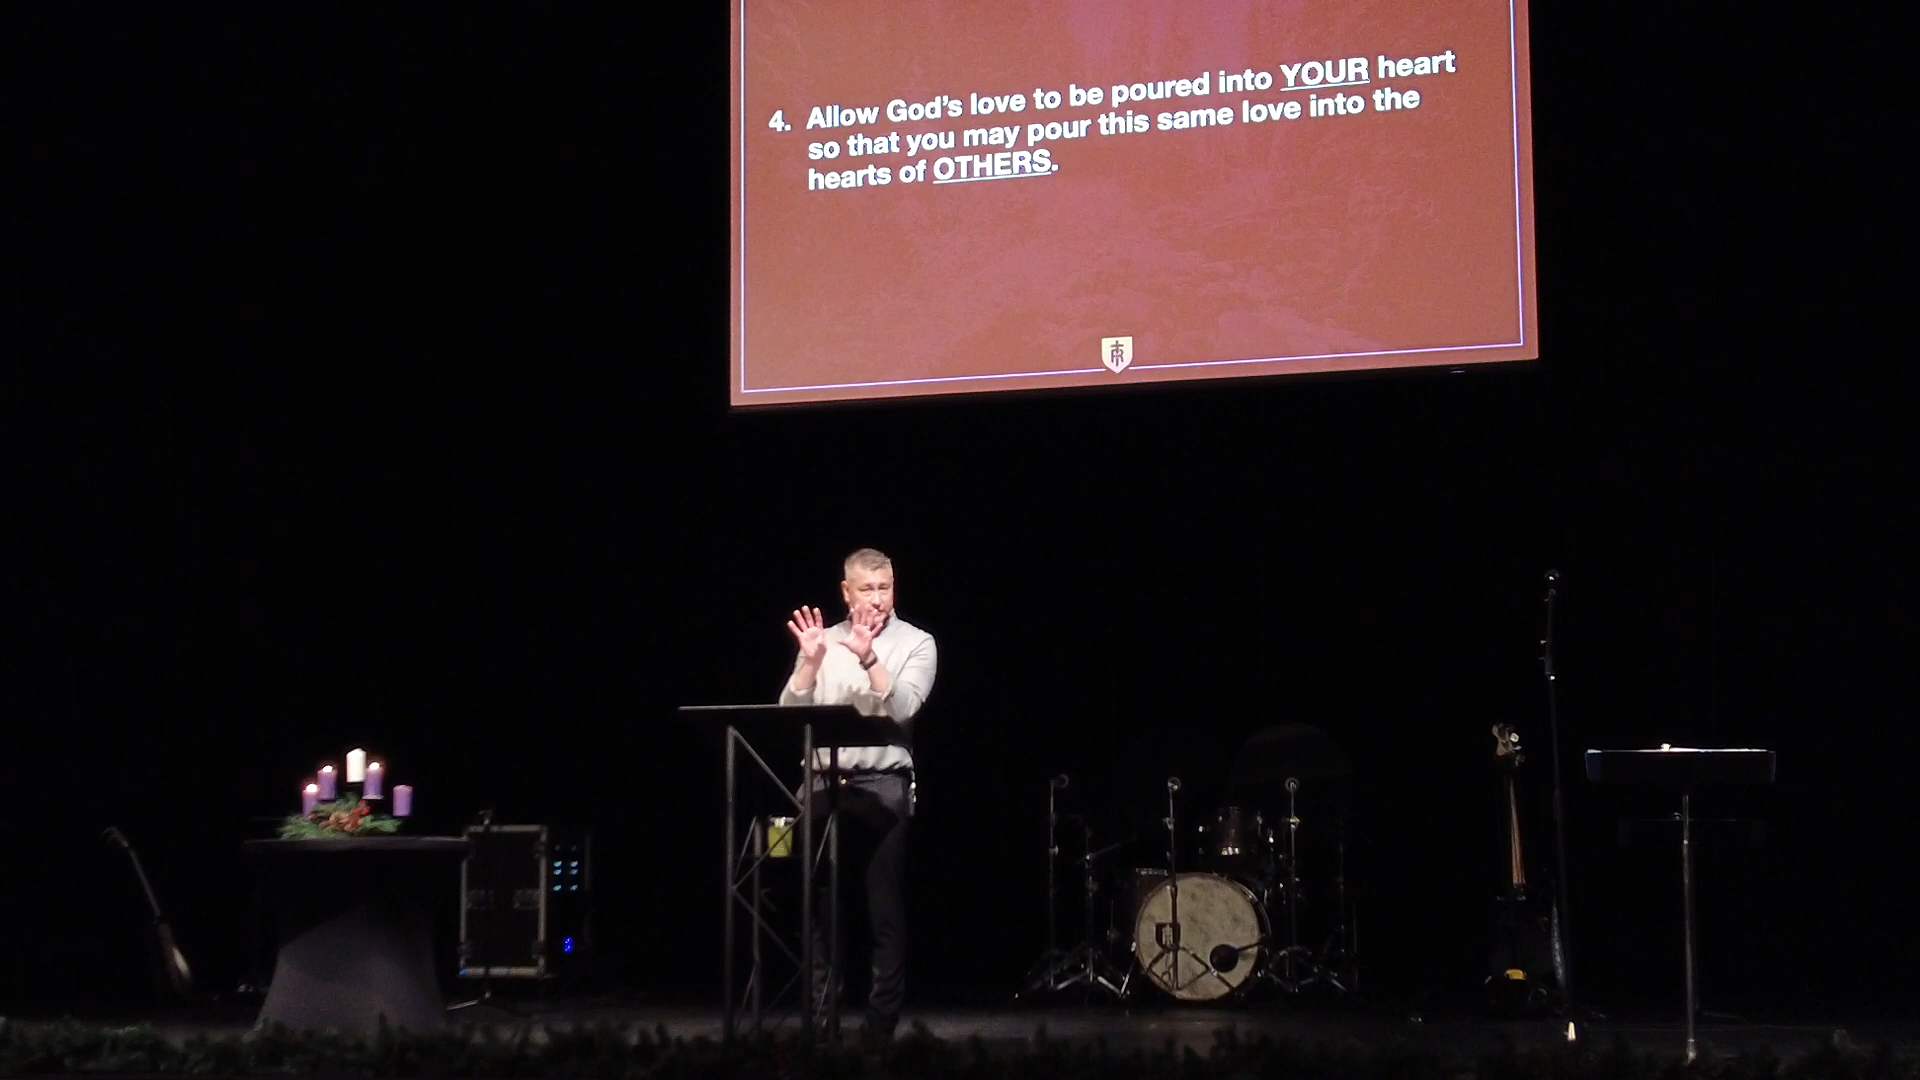 4. Allow God's love to be poured into YOUR heart
so that you may pour this same love into the
hearts of OTHERS.